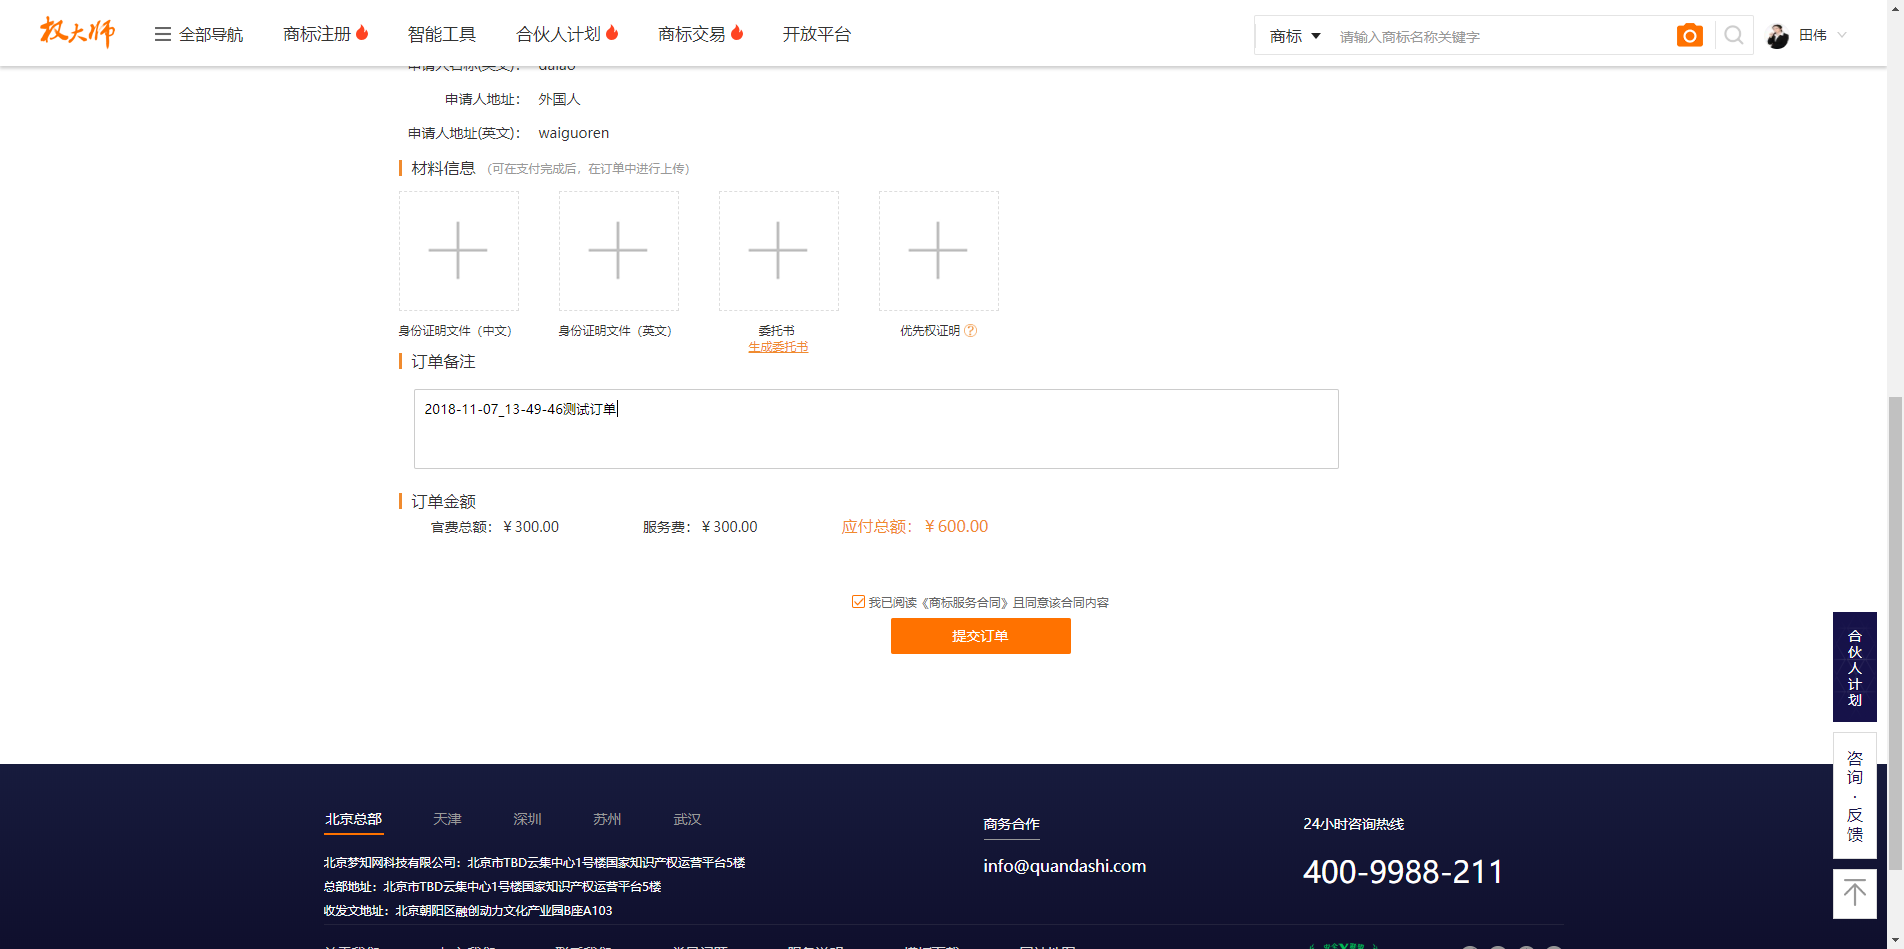 权大师
全部导航 商标注册 智能工具 合伙人计划 商标交易 开放平台 商标 请输入商标名称关键字 田伟
申请人名称(英文)： dalao
申请人地址： 外国人
申请人地址(英文)： waiguoren
材料信息 (可在支付完成后，在订单中进行上传)
身份证明文件（中文） 身份证明文件（英文） 委托书 优先权证明 ?
生成委托书
订单备注
2018-11-07_13-49-46测试订单
订单金额
官费总额：￥300.00 服务费：￥300.00 应付总额：￥600.00
我已阅读《商标服务合同》且同意该合同内容
提交订单
合伙人计划
咨询·反馈
北京总部 天津 深圳 苏州 武汉
商务合作
24小时咨询热线
北京梦知网科技有限公司：北京市TBD云集中心1号楼国家知识产权运营平台5楼
总部地址：北京市TBD云集中心1号楼国家知识产权运营平台5楼
收发文地址：北京朝阳区融创动力文化产业园B座A103
info@quandashi.com
400-9988-211